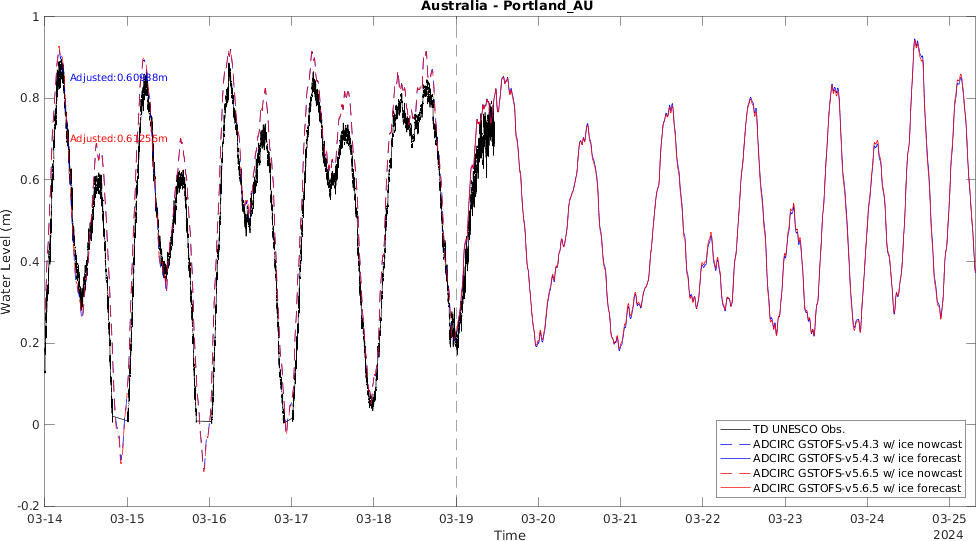 Australia - Portland_AU
1
0.8
0.6
0.4
0.2
0
-0.2
Water Level (m)
Adjusted:0.60938m
Adjusted:0.61255m
TD UNESCO Obs.
ADCIRC GSTOFS-v5.4.3 w/ ice nowcast
ADCIRC GSTOFS-v5.4.3 w/ ice forecast
ADCIRC GSTOFS-v5.6.5 w/ ice nowcast
ADCIRC GSTOFS-v5.6.5 w/ ice forecast
03-14 03-15 03-16 03-17 03-18 03-19 03-20 03-21 03-22 03-23 03-24 03-25
Time
2024